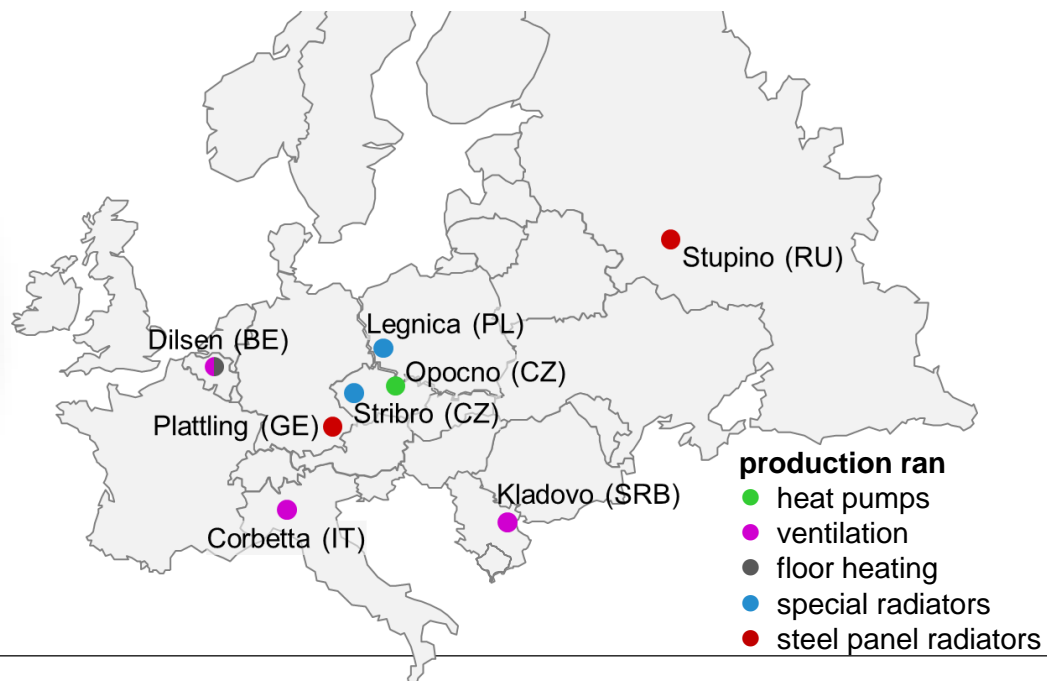 Stupino (RU)
Legnica (PL)
Dilsen (BE)
Opocno (CZ)
Stribro (CZ)
Plattling (GE)
Kladovo (SRB)
Corbetta (IT)
production ran
heat pumps
ventilation
floor heating
special radiators
steel panel radiators